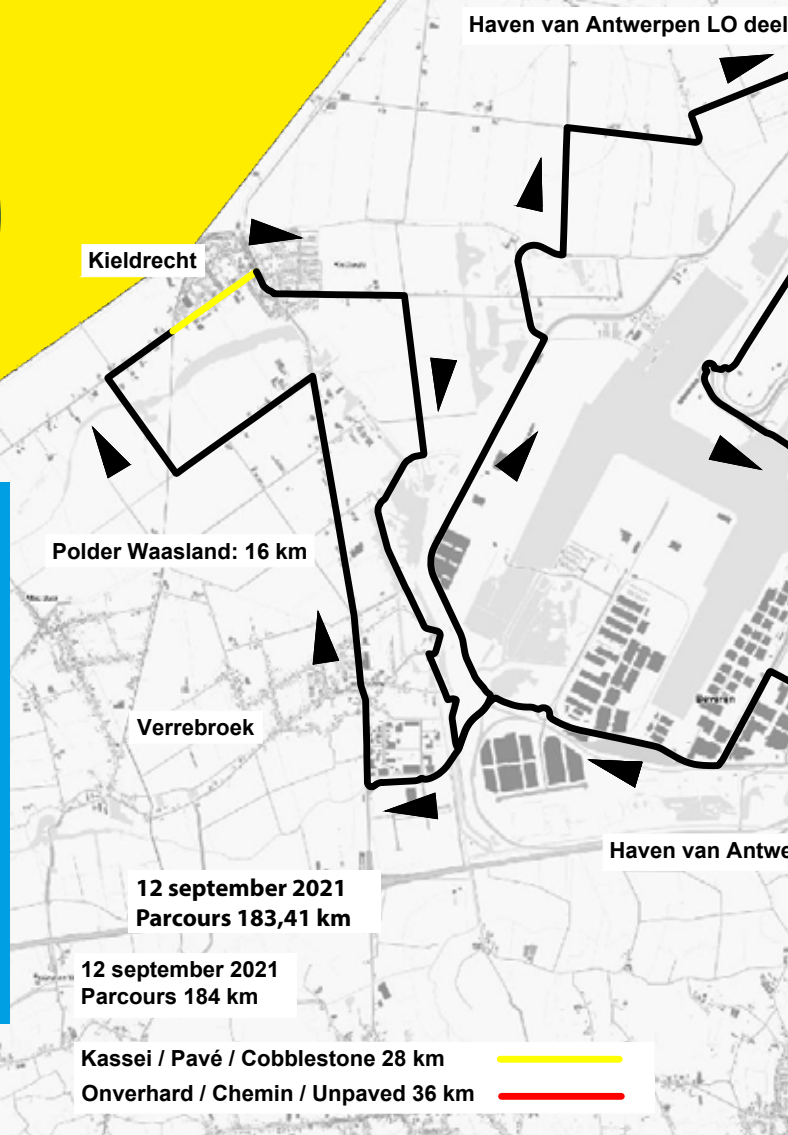 Haven van Antwerpen LO deel
Kieldrecht
Polder Waasland: 16 km
Verrebroek
Beveren
Haven van Antwe
12 september 2021
Parcours 183,41 km
12 september 2021
Parcours 184 km
Kassei / Pavé / Cobblestone 28 km
Onverhard / Chemin / Unpaved 36 km